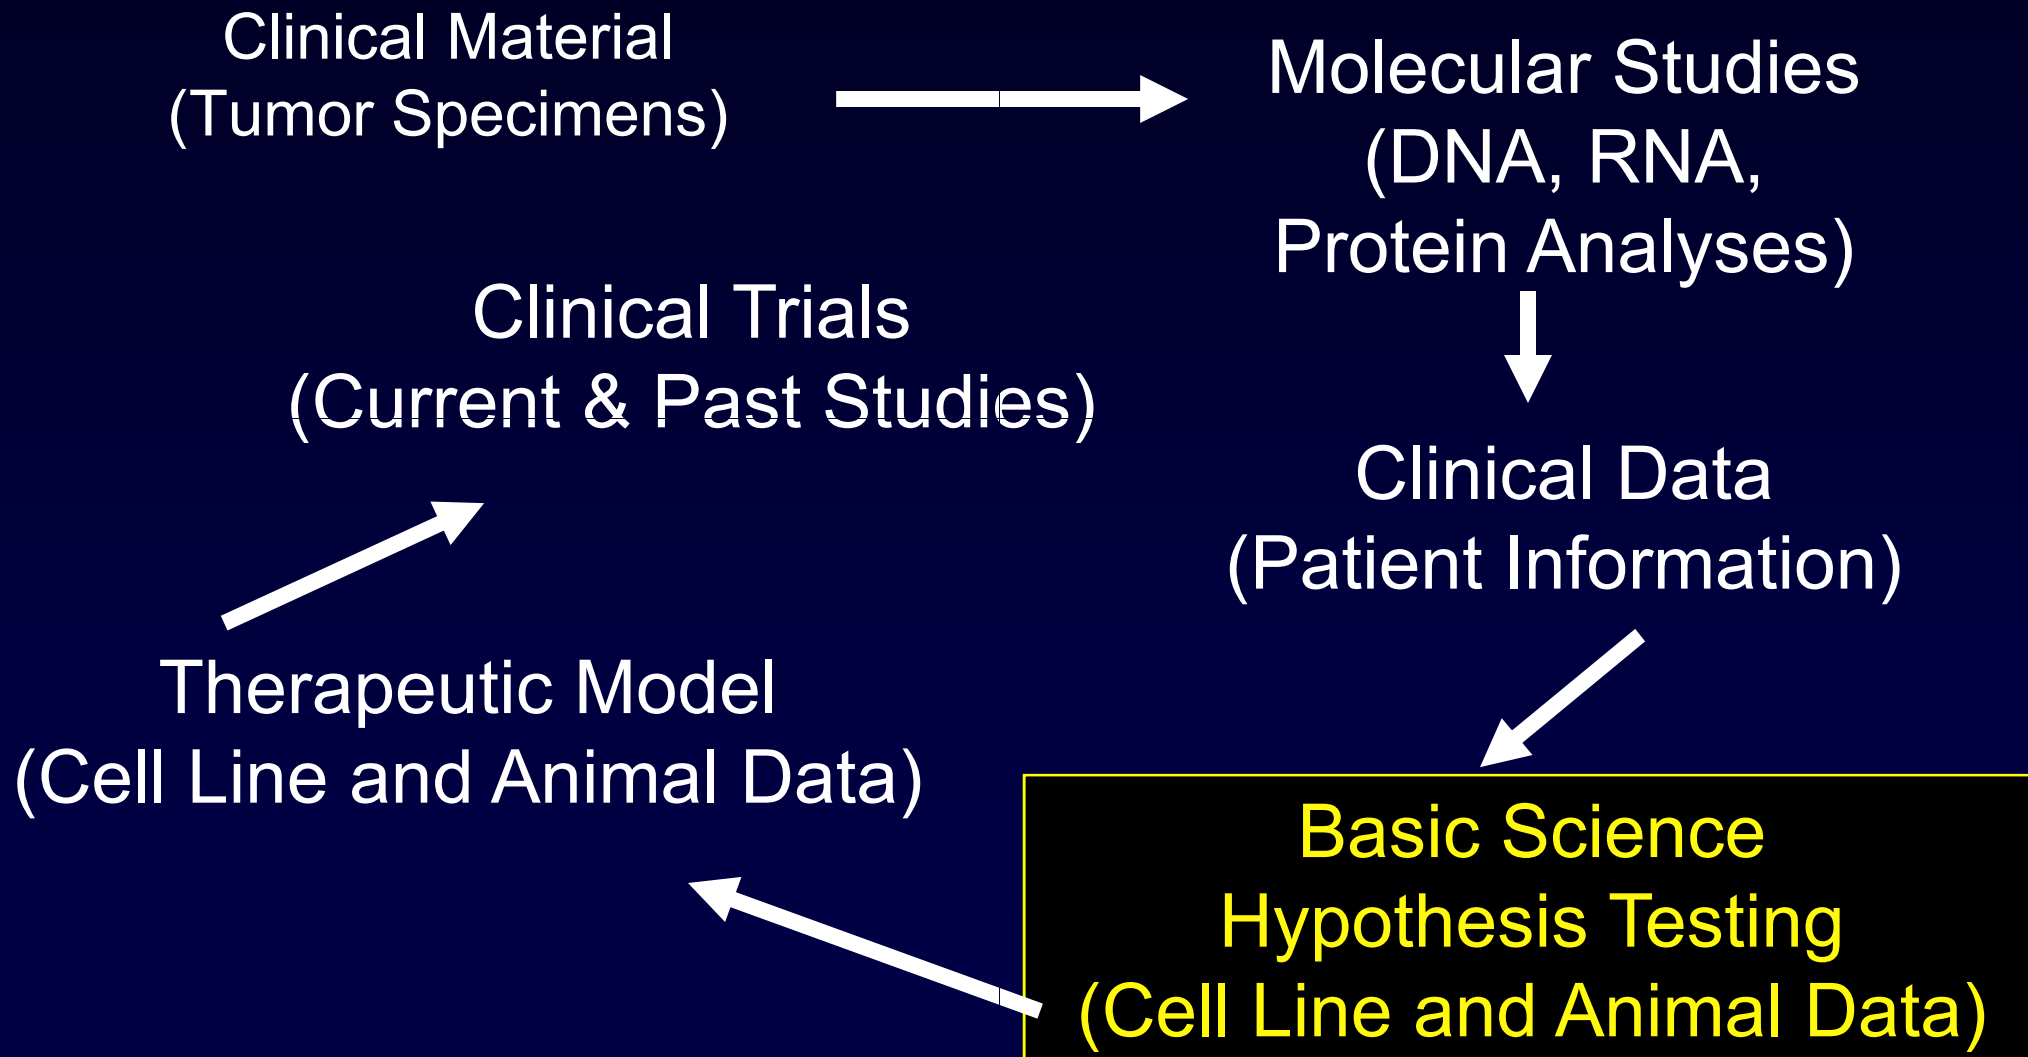 Clinical Material
(Tumor Specimens)
Molecular Studies
(DNA, RNA,
Protein Analyses)
Clinical Trials
(Current & Past Studies)
Clinical Data
(Patient Information)
Therapeutic Model
(Cell Line and Animal Data)
Basic Science
Hypothesis Testing
(Cell Line and Animal Data)